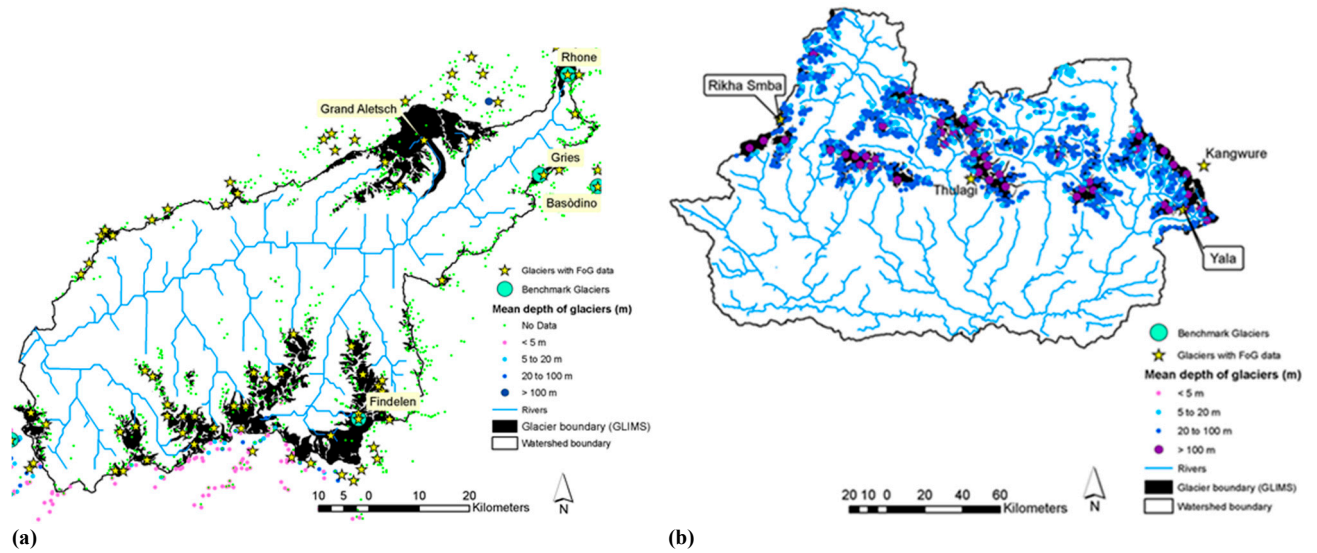 Rhone
Grand Aletsch
Gries
Basòdino
Findelen
Glaciers with FoG data
Benchmark Glaciers
Mean depth of glaciers (m)
No Data
< 5 m
5 to 20 m
20 to 100 m
> 100 m
Rivers
Glacier boundary (GLIMS)
Watershed boundary
10 5 0 10 20
Kilometers
N
(a)
Rikha Smba
Kangwure
Thulagi
Yala
Benchmark Glaciers
Glaciers with FoG data
Mean depth of glaciers (m)
< 5 m
5 to 20 m
20 to 100 m
> 100 m
Rivers
Glacier boundary (GLIMS)
Watershed boundary
20 10 0 20 40 60
Kilometers
N
(b)